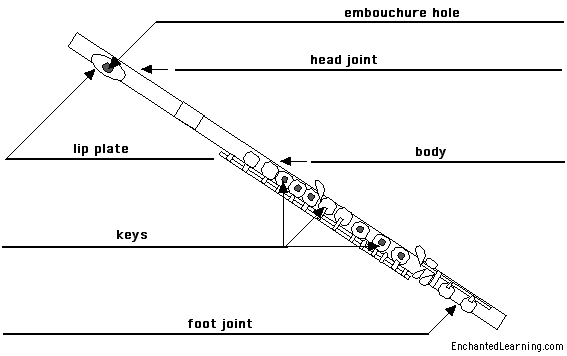 embouchure hole
head joint
lip plate
body
keys
foot joint
EnchantedLearning.com